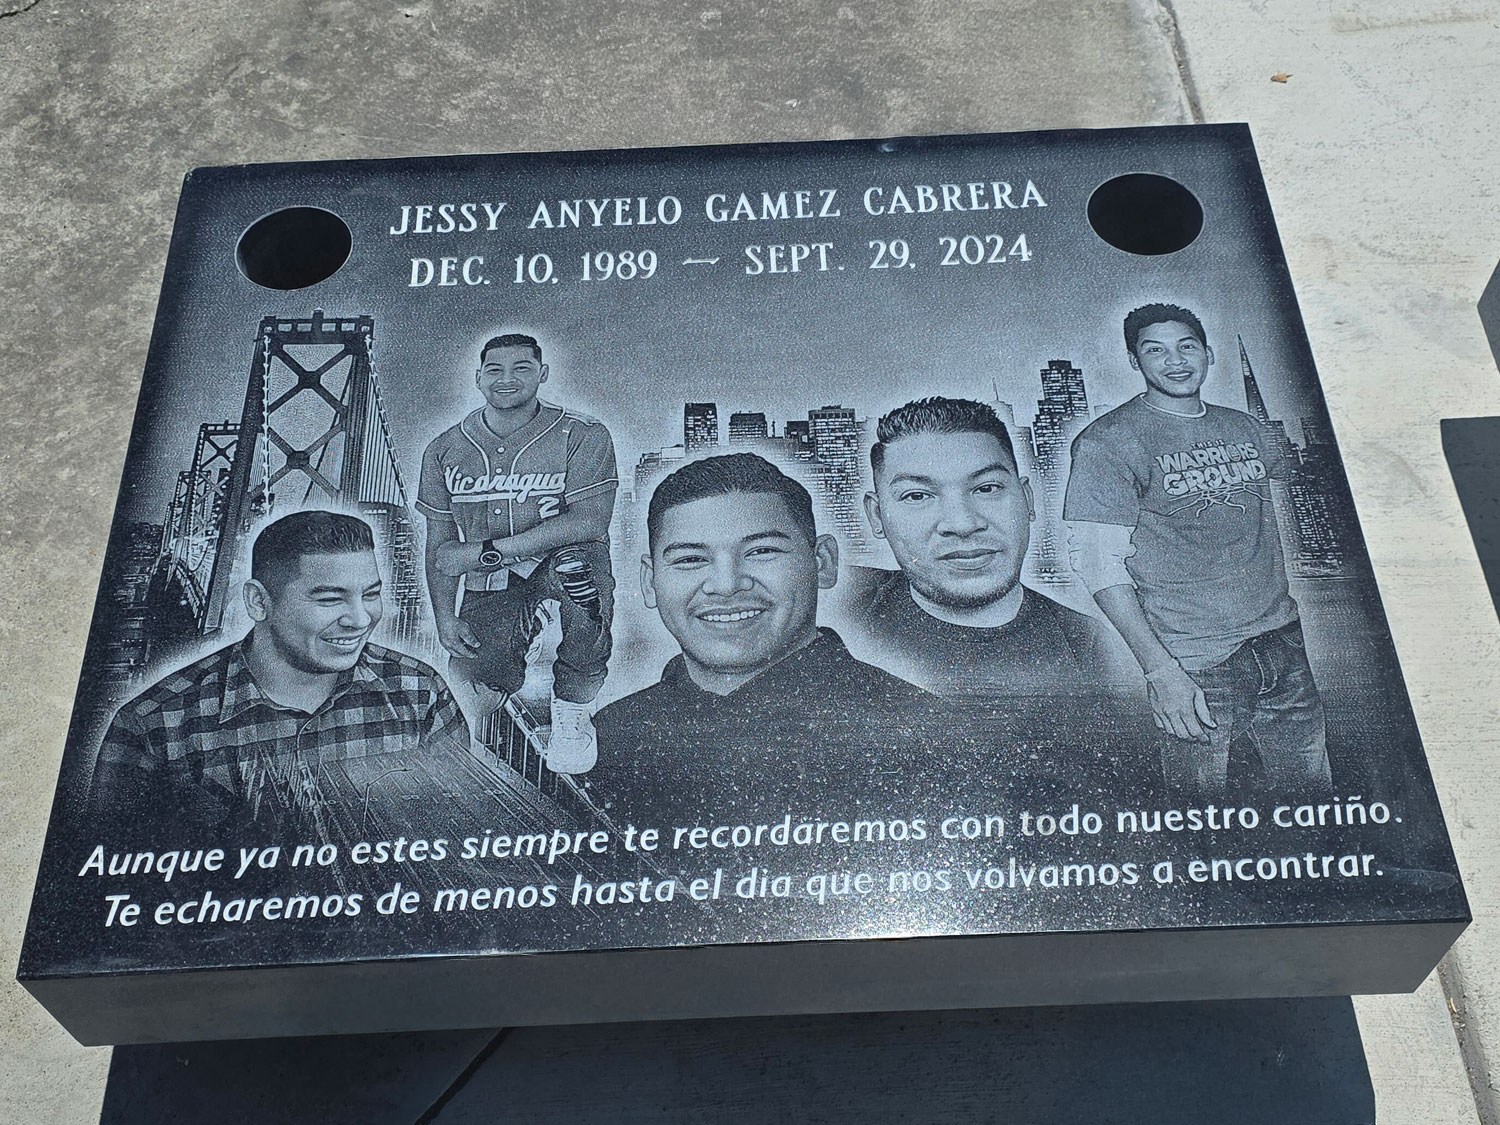 JESSY ANYELO GAMEZ CABRERA
DEC. 10, 1989 — SEPT. 29, 2024
Nicaragua
2
THIS IS
WARRIORS
GROUND
Aunque ya no estes siempre te recordaremos con todo nuestro cariño.
Te echaremos de menos hasta el dia que nos volvamos a encontrar.